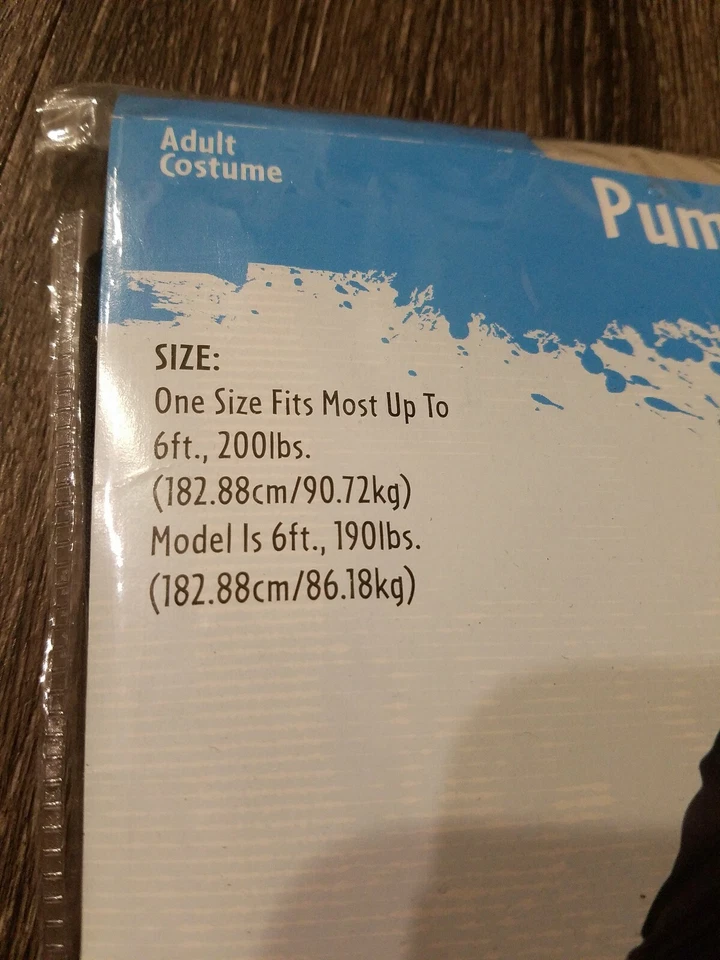 Adult
Costume
Pum
SIZE:
One Size Fits Most Up To
6ft., 200lbs.
(182.88cm/90.72kg)
Model Is 6ft., 190lbs.
(182.88cm/86.18kg)